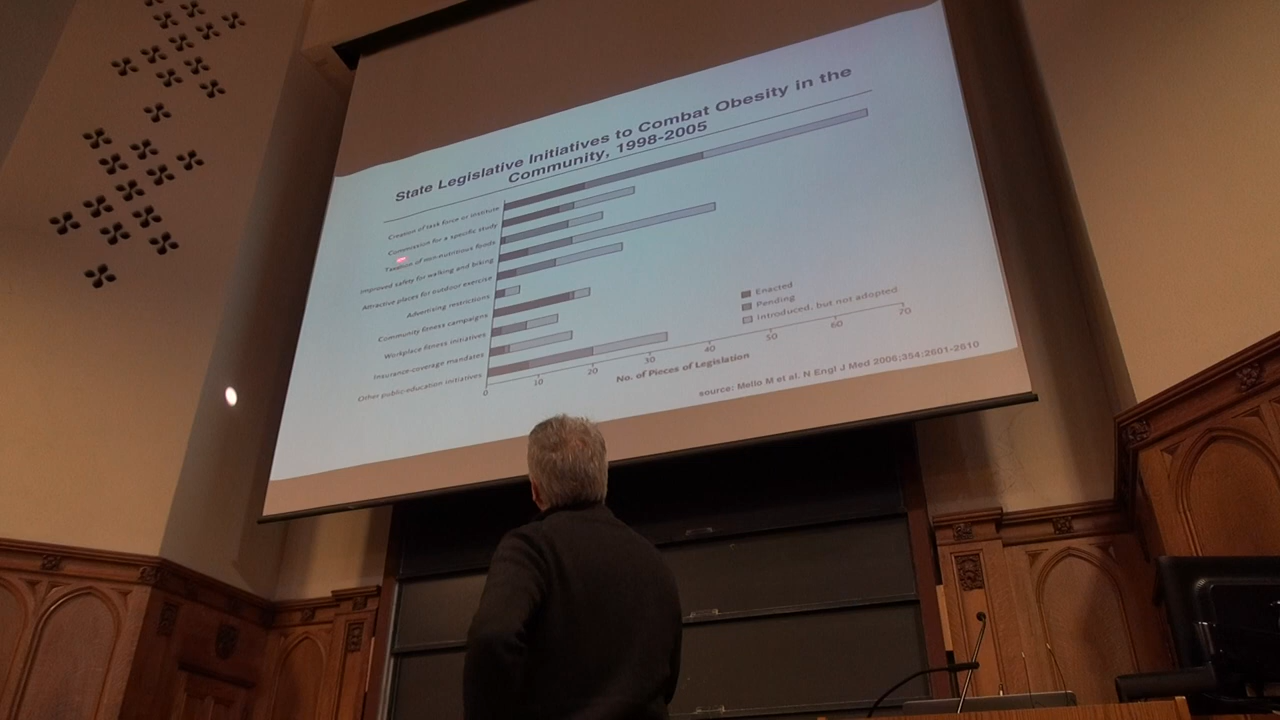 State Legislative Initiatives to Combat Obesity in the
Community, 1998-2005
Creation of task force or institute
Commission for a specific study
Taxation of non-nutritious foods
Improved safety for walking and biking
Attractive places for outdoor exercise
Advertising restrictions
Community fitness campaigns
Workplace fitness initiatives
Insurance-coverage mandates
Other public-education initiatives
Enacted
Pending
Introduced, but not adopted
0 10 20 30 40 50 60 70
No. of Pieces of Legislation
source: Mello M et al. N Engl J Med 2006;354:2601-2610